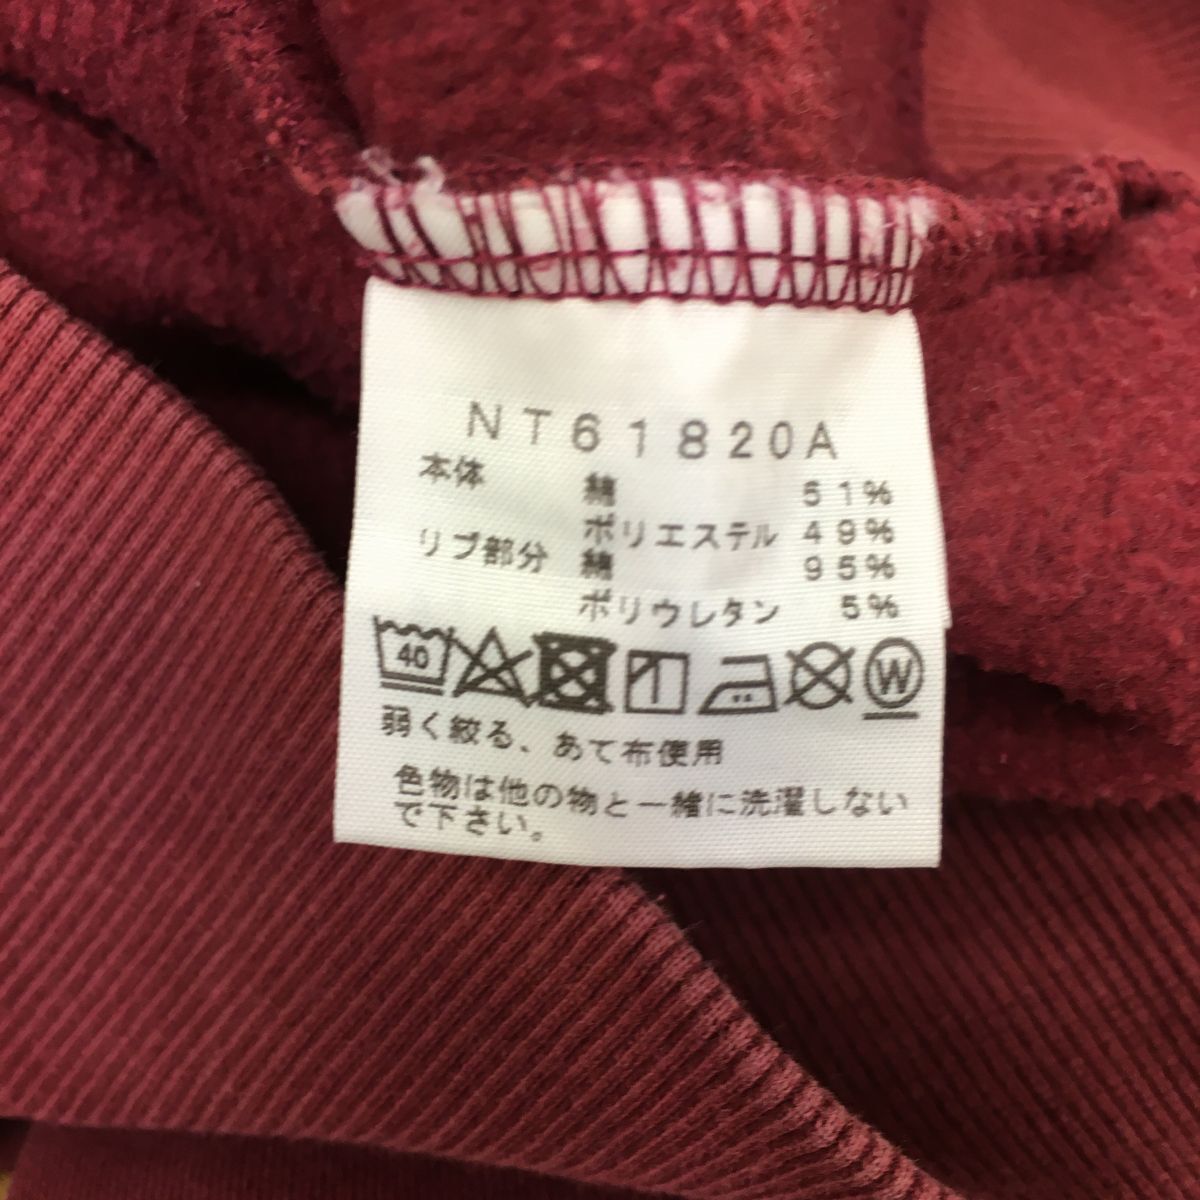 NT61820A
本体 綿 51%
ポリエステル 49%
リブ部分 綿 95%
ポリウレタン 5%
40 W
弱く絞る、あて布使用
色物は他の物と一緒に洗濯しない
で下さい。